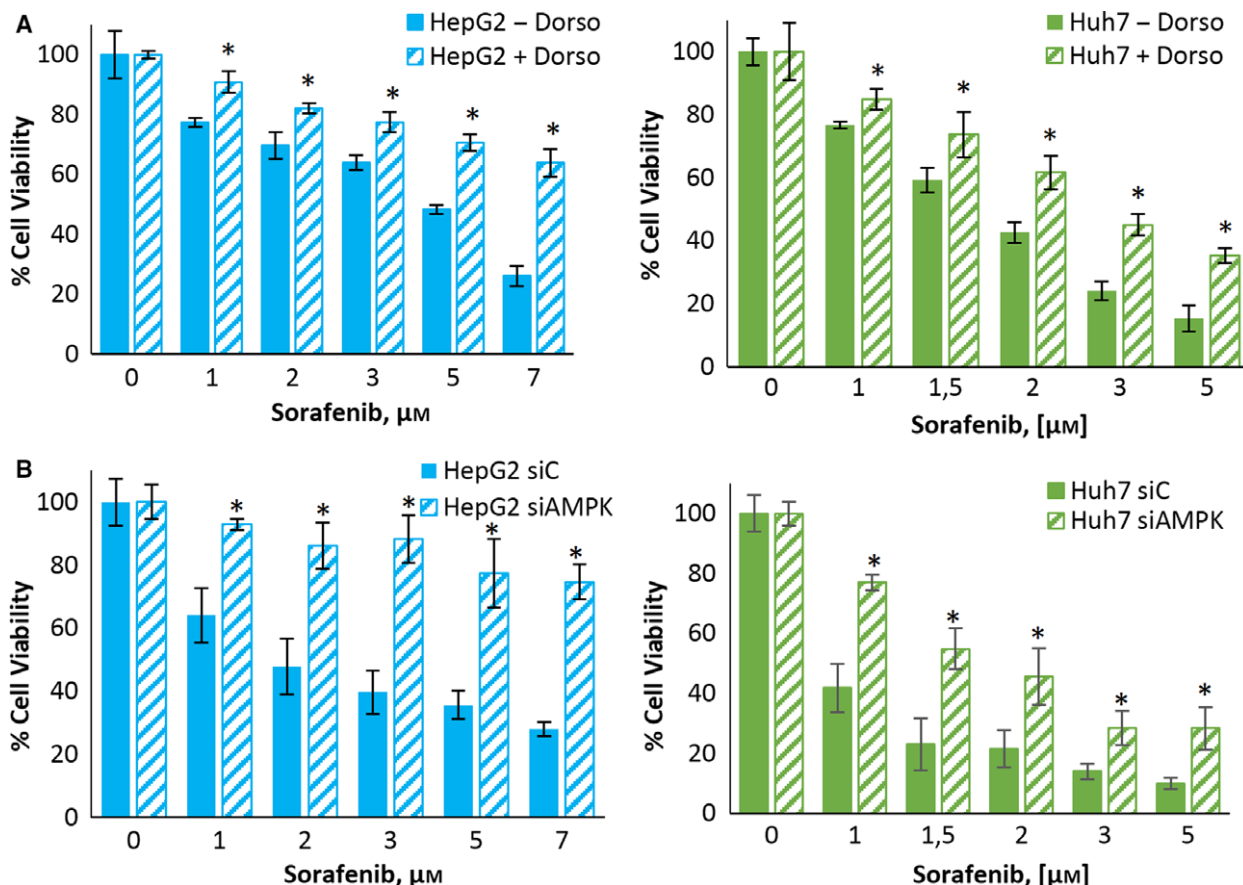 A
HepG2 – Dorso
HepG2 + Dorso
% Cell Viability
100
80
60
40
20
0
* * * * *
0 1 2 3 5 7
Sorafenib, μM
Huh7 – Dorso
Huh7 + Dorso
% Cell Viability
100
80
60
40
20
0
* * * * *
0 1 1,5 2 3 5
Sorafenib, [μM]
B
HepG2 siC
HepG2 siAMPK
% Cell Viability
100
80
60
40
20
0
* * * * *
0 1 2 3 5 7
Sorafenib, μM
Huh7 siC
Huh7 siAMPK
% Cell Viability
100
80
60
40
20
0
* * * * *
0 1 1,5 2 3 5
Sorafenib, [μM]